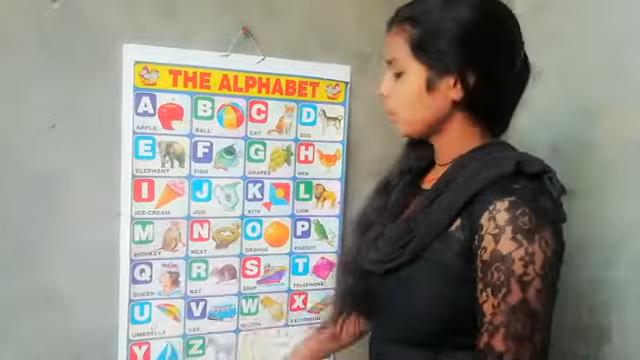 THE ALPHABET
A B C D
APPLE BALL CAT DOG
E F G H
ELEPHANT FISH GRAPES HEN
I J K L
ICE-CREAM JUG KITE LION
M N O P
MONKEY NEST ORANGE PARROT
Q R S T
QUEEN RAT SHIP TELEPHONE
U V W X
UMBRELLA VAN
Y Z